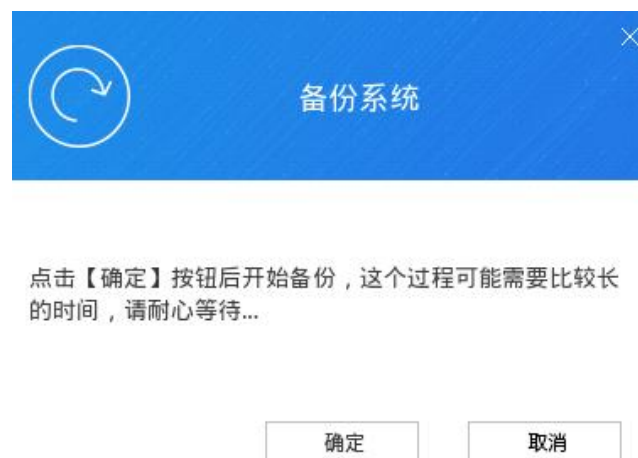 备份系统
点击【确定】按钮后开始备份，这个过程可能需要比较长
的时间，请耐心等待...
确定
取消